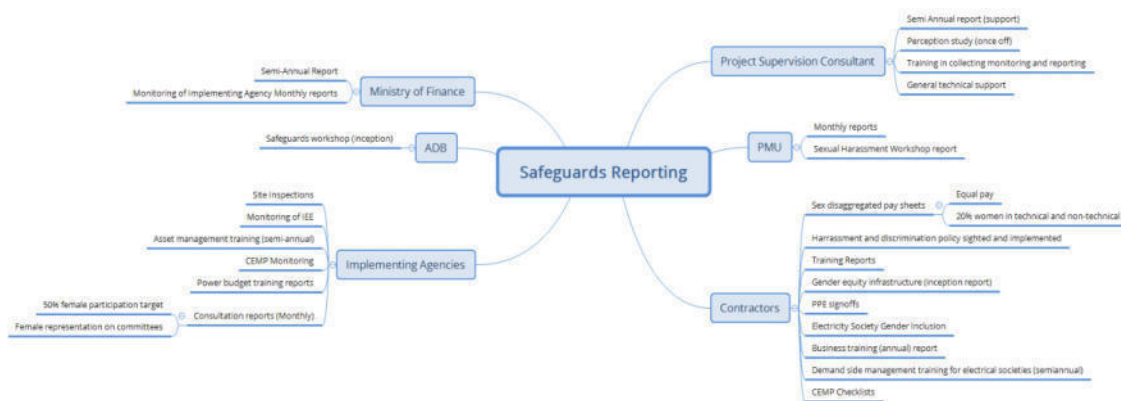 Safeguards Reporting
Project Supervision Consultant
Semi Annual report (support)
Perception study (once off)
Training in collecting monitoring and reporting
General technical support
PMU
Monthly reports
Sexual Harassment Workshop report
Contractors
Sex disaggregated pay sheets
Equal pay
20% women in technical and non-technical
Harrassment and discrimination policy sighted and implemented
Training Reports
Gender equity infrastructure (inception report)
PPE signoffs
Electricity Society Gender Inclusion
Business training (annual) report
Demand side management training for electrical societies (semiannual)
CEMP Checklists
Ministry of Finance
Semi-Annual Report
Monitoring of Implementing Agency Monthly reports
ADB
Safeguards workshop (inception)
Implementing Agencies
Site Inspections
Monitoring of IEE
Asset management training (semi-annual)
CEMP Monitoring
Power budget training reports
Consultation reports (Monthly)
50% female participation target
Female representation on committees